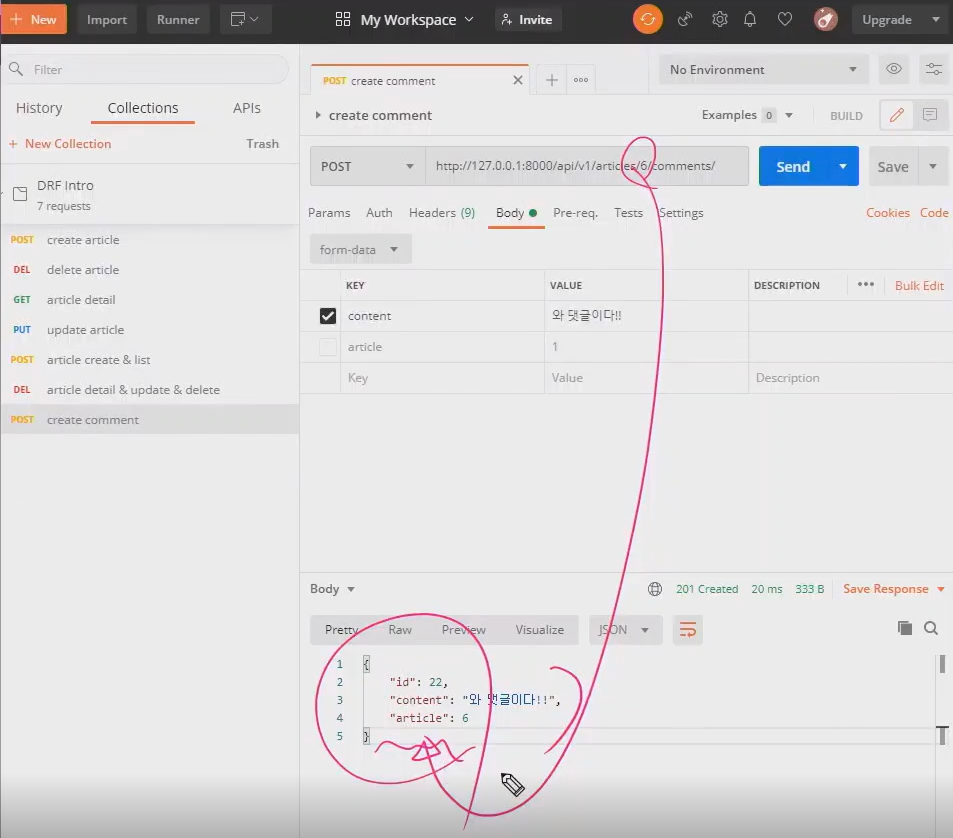 + New Import Runner My Workspace Invite Upgrade
Filter
History Collections APIs
+ New Collection Trash
DRF Intro
7 requests
POST create article
DEL delete article
GET article detail
PUT update article
POST article create & list
DEL article detail & update & delete
POST create comment
POST create comment No Environment
create comment Examples 0 BUILD
POST http://127.0.0.1:8000/api/v1/articles/6/comments/ Send Save
Params Auth Headers (9) Body Pre-req. Tests Settings Cookies Code
form-data
KEY VALUE DESCRIPTION Bulk Edit
content 와 댓글이다!!
article 1
Key Value Description
Body 201 Created 20 ms 333 B Save Response
Pretty Raw Preview Visualize JSON
1 {
2 "id": 22,
3 "content": "와 댓글이다!!",
4 "article": 6
5 }